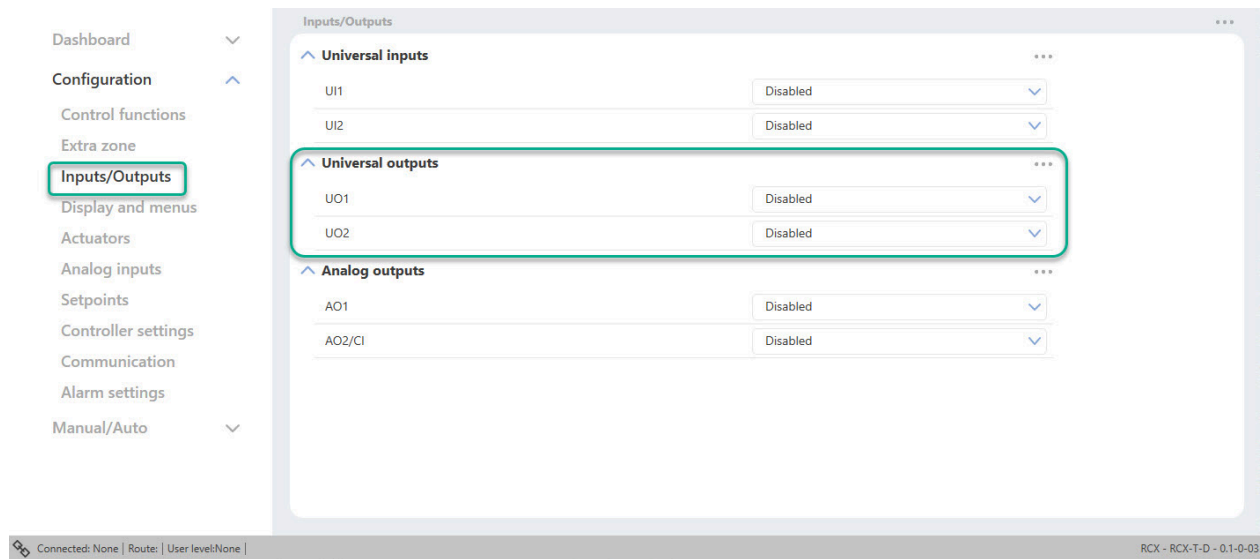 Dashboard
Configuration
Control functions
Extra zone
Inputs/Outputs
Display and menus
Actuators
Analog inputs
Setpoints
Controller settings
Communication
Alarm settings
Manual/Auto
Inputs/Outputs
Universal inputs
UI1 Disabled
UI2 Disabled
Universal outputs
UO1 Disabled
UO2 Disabled
Analog outputs
AO1 Disabled
AO2/CI Disabled
Connected: None | Route: | User level:None |
RCX - RCX-T-D - 0.1-0-03